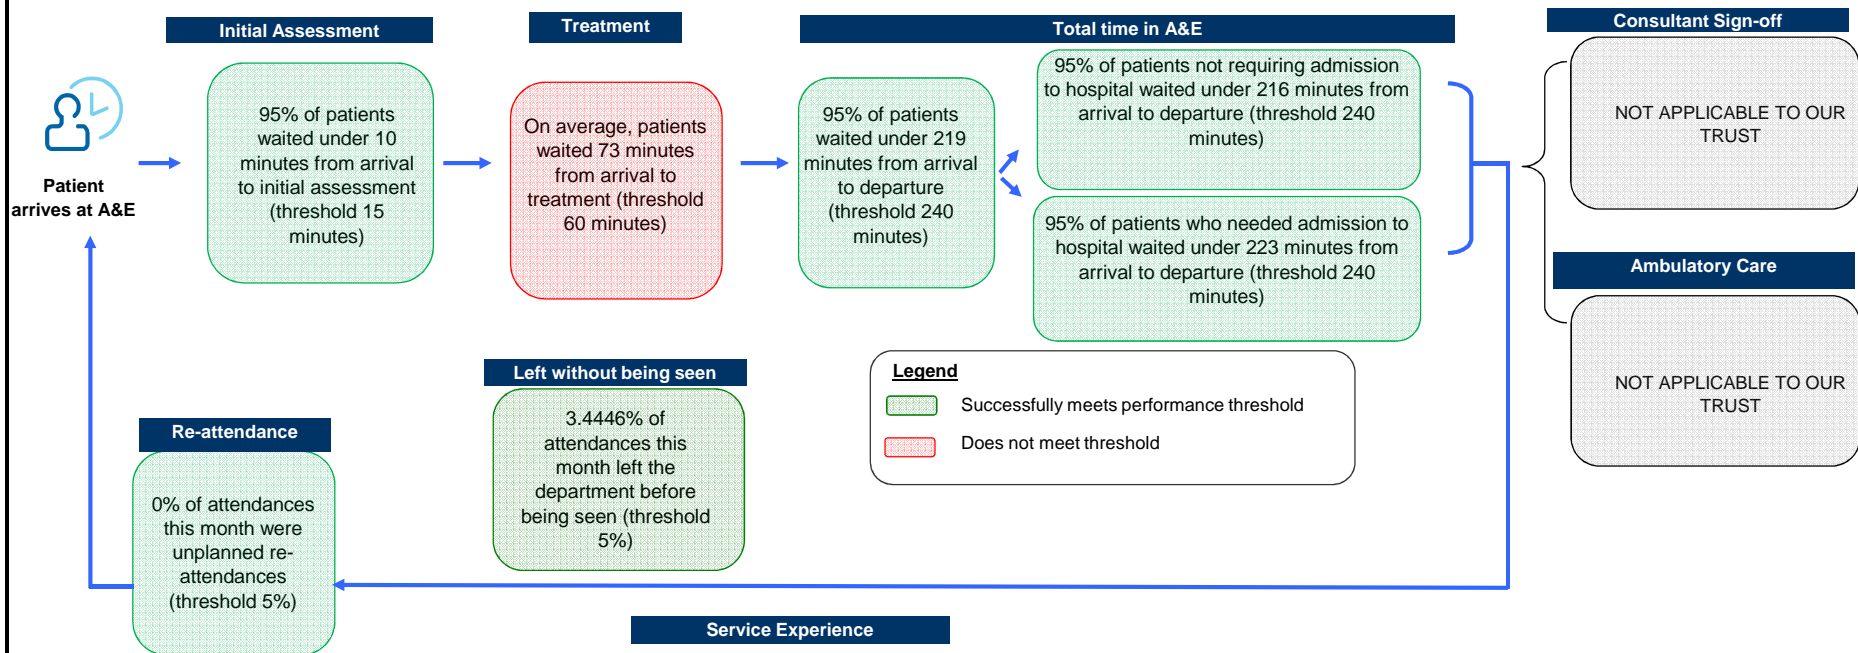 Initial Assessment
Treatment
Total time in A&E
Consultant Sign-off
Patient
arrives at A&E
95% of patients
waited under 10
minutes from arrival
to initial assessment
(threshold 15
minutes)
On average, patients
waited 73 minutes
from arrival to
treatment (threshold
60 minutes)
95% of patients
waited under 219
minutes from arrival
to departure
(threshold 240
minutes)
95% of patients not requiring admission
to hospital waited under 216 minutes from
arrival to departure (threshold 240
minutes)
95% of patients who needed admission to
hospital waited under 223 minutes from
arrival to departure (threshold 240
minutes)
NOT APPLICABLE TO OUR
TRUST
Ambulatory Care
NOT APPLICABLE TO OUR
TRUST
Left without being seen
3.4446% of
attendances this
month left the
department before
being seen (threshold
5%)
Legend
Successfully meets performance threshold
Does not meet threshold
Re-attendance
0% of attendances
this month were
unplanned re-
attendances
(threshold 5%)
Service Experience